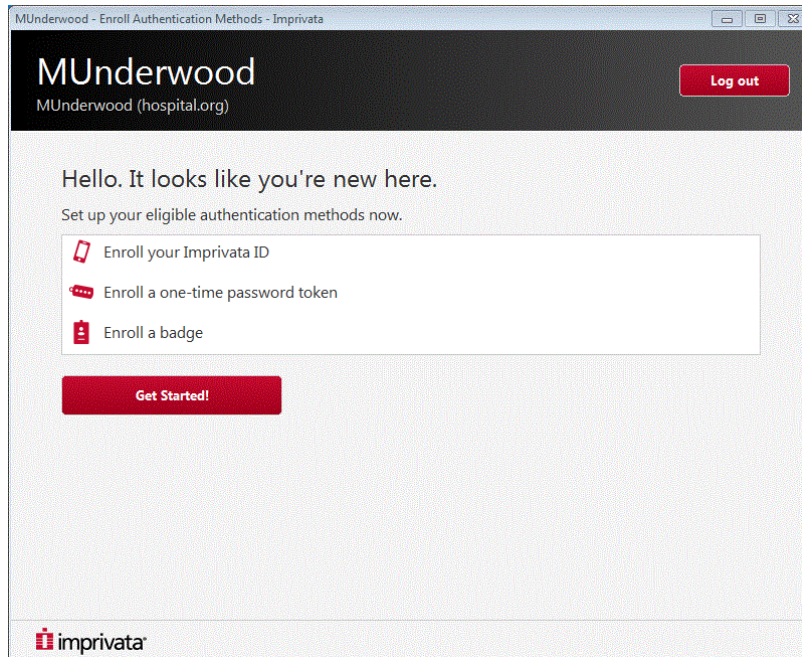 MUnderwood - Enroll Authentication Methods - Imprivata
MUnderwood
MUnderwood (hospital.org)
Log out
Hello. It looks like you're new here.
Set up your eligible authentication methods now.
Enroll your Imprivata ID
Enroll a one-time password token
Enroll a badge
Get Started!
imprivata